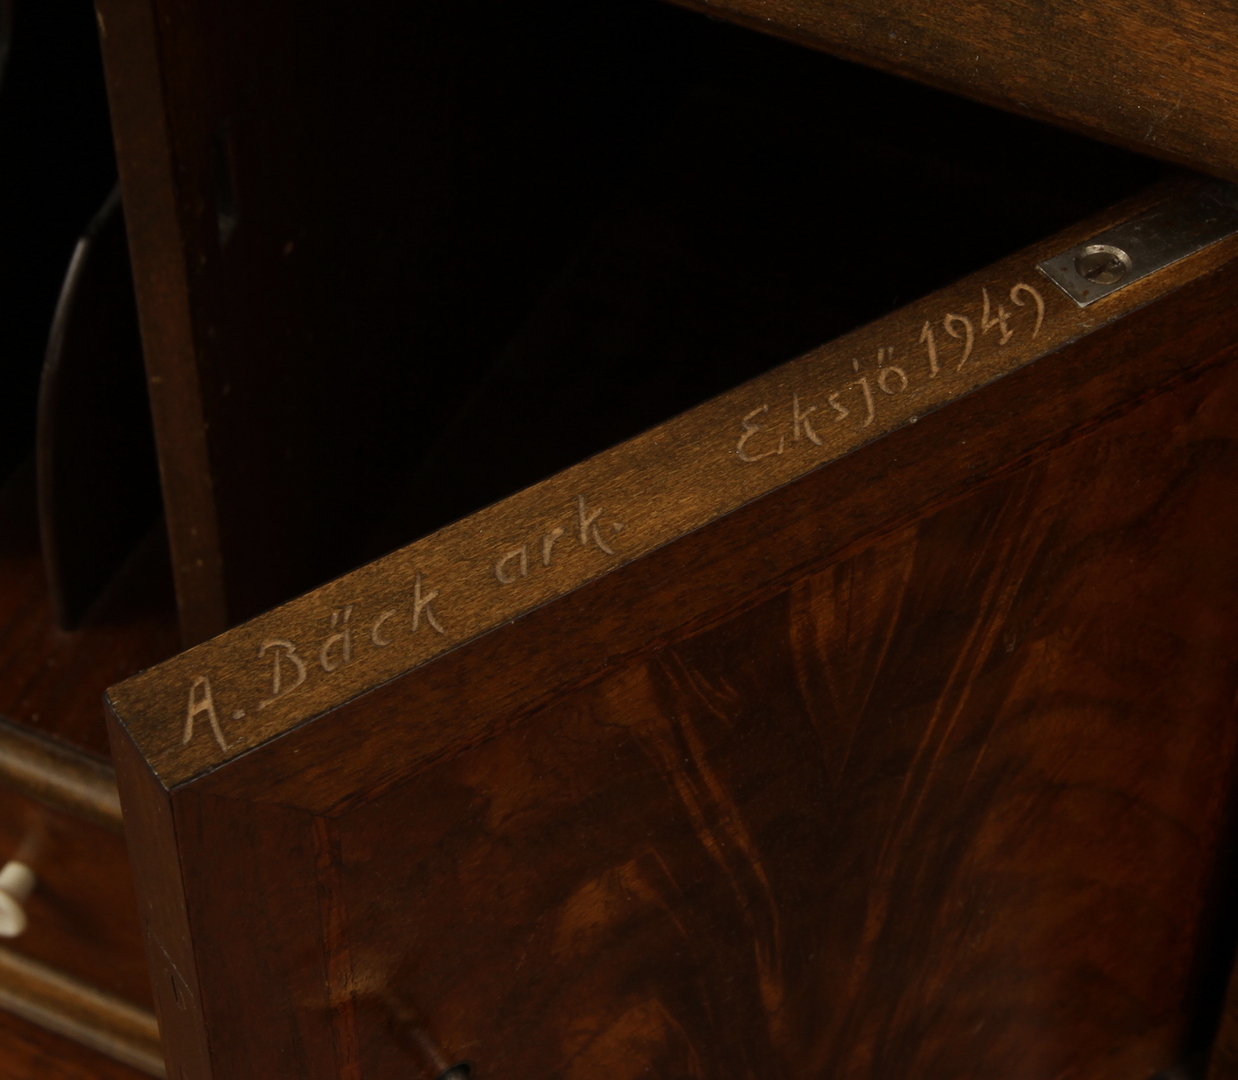 A. Bäck ark. Eksjö 1949